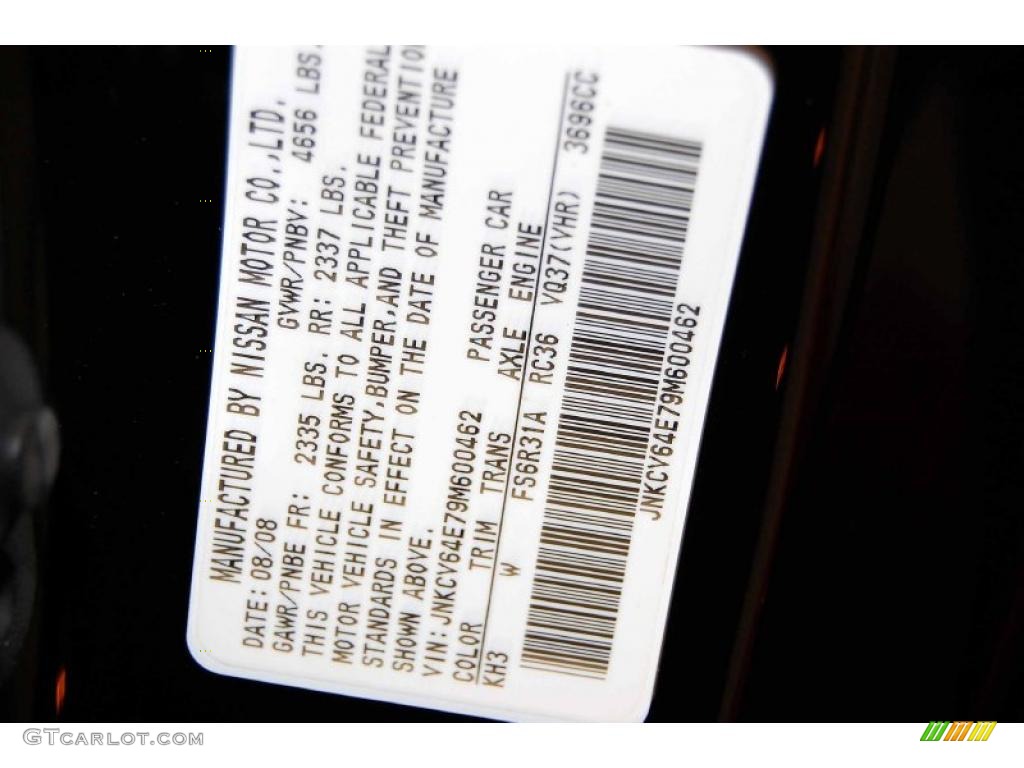 MANUFACTURED BY NISSAN MOTOR CO.,LTD.
DATE: 08/08 GVWR/PNBV: 4656 LBS.
GAWR/PNBE FR: 2335 LBS. RR: 2337 LBS.
THIS VEHICLE CONFORMS TO ALL APPLICABLE FEDERAL
MOTOR VEHICLE SAFETY,BUMPER,AND THEFT PREVENTION
STANDARDS IN EFFECT ON THE DATE OF MANUFACTURE
SHOWN ABOVE.
VIN: JNKCV64E79M600462 PASSENGER CAR
COLOR TRIM TRANS AXLE ENGINE
KH3 W FS6R31A RC36 VQ37(VHR) 3696CC
JNKCV64E79M600462
GTCARLOT.COM